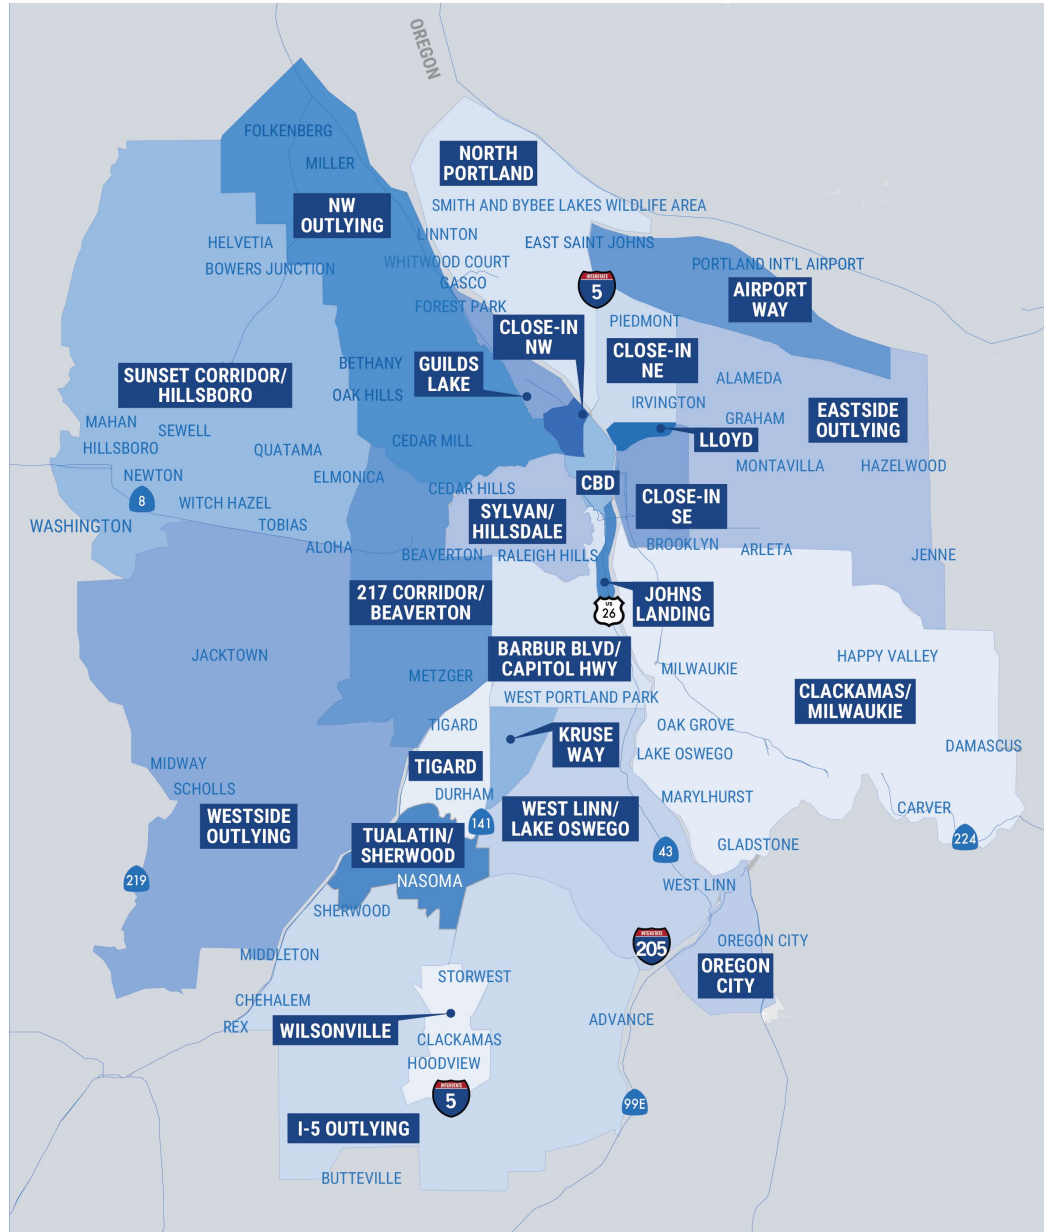 OREGON
FOLKENBERG
NORTH
PORTLAND
MILLER
NW
OUTLYING
SMITH AND BYBEE LAKES WILDLIFE AREA
LINNTON
HELVETIA
EAST SAINT JOHNS
WHITWOOD COURT
PORTLAND INT'L AIRPORT
BOWERS JUNCTION
GASCO
INTERSTATE
5
AIRPORT
WAY
FOREST PARK
CLOSE-IN
NW
PIEDMONT
CLOSE-IN
NE
BETHANY
GUILDS
LAKE
SUNSET CORRIDOR/
HILLSBORO
ALAMEDA
OAK HILLS
IRVINGTON
GRAHAM
EASTSIDE
OUTLYING
MAHAN
SEWELL
CEDAR MILL
LLOYD
HILLSBORO
QUATAMA
MONTAVILLA
HAZELWOOD
NEWTON
ELMONICA
CBD
CEDAR HILLS
8
WITCH HAZEL
CLOSE-IN
SE
SYLVAN/
HILLSDALE
WASHINGTON
TOBIAS
ALOHA
BEAVERTON
RALEIGH HILLS
BROOKLYN
ARLETA
JENNE
217 CORRIDOR/
BEAVERTON
JOHNS
LANDING
US
26
JACKTOWN
BARBUR BLVD/
CAPITOL HWY
HAPPY VALLEY
METZGER
MILWAUKIE
CLACKAMAS/
MILWAUKIE
WEST PORTLAND PARK
TIGARD
OAK GROVE
KRUSE
WAY
DAMASCUS
LAKE OSWEGO
MIDWAY
TIGARD
SCHOLLS
DURHAM
MARYLHURST
CARVER
WESTSIDE
OUTLYING
WEST LINN/
LAKE OSWEGO
141
TUALATIN/
SHERWOOD
224
GLADSTONE
43
219
NASOMA
WEST LINN
SHERWOOD
OREGON CITY
INTERSTATE
205
MIDDLETON
OREGON
CITY
STORWEST
CHEHALEM
REX
WILSONVILLE
ADVANCE
CLACKAMAS
HOODVIEW
INTERSTATE
5
99E
I-5 OUTLYING
BUTTEVILLE